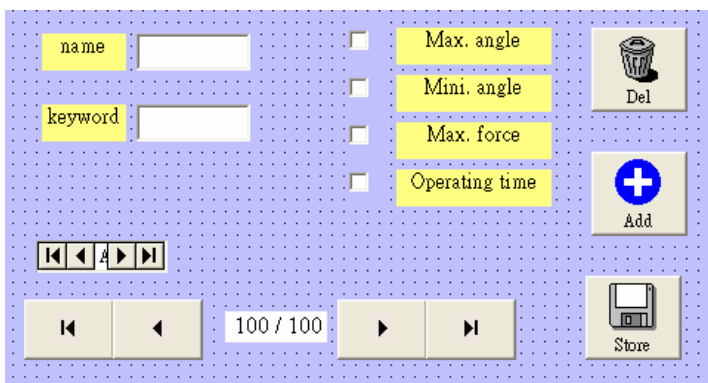 name
Max. angle
Mini. angle
Del
keyword
Max. force
Operating time
Add
A
100 / 100
Store